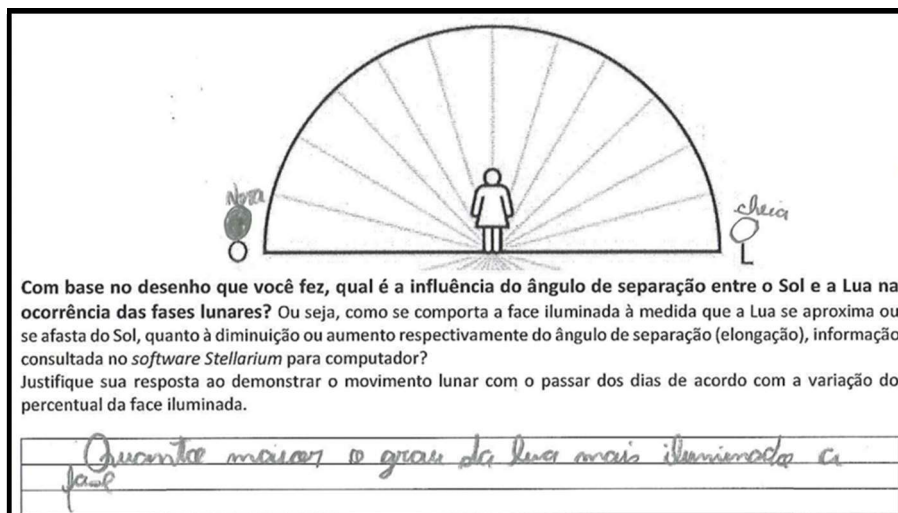 Nova
cheia
O
L
Com base no desenho que você fez, qual é a influência do ângulo de separação entre o Sol e a Lua na
ocorrência das fases lunares? Ou seja, como se comporta a face iluminada à medida que a Lua se aproxima ou
se afasta do Sol, quanto à diminuição ou aumento respectivamente do ângulo de separação (elongação), informação
consultada no software Stellarium para computador?
Justifique sua resposta ao demonstrar o movimento lunar com o passar dos dias de acordo com a variação do
percentual da face iluminada.
Quanto maior o grau da lua mais iluminada a
fase